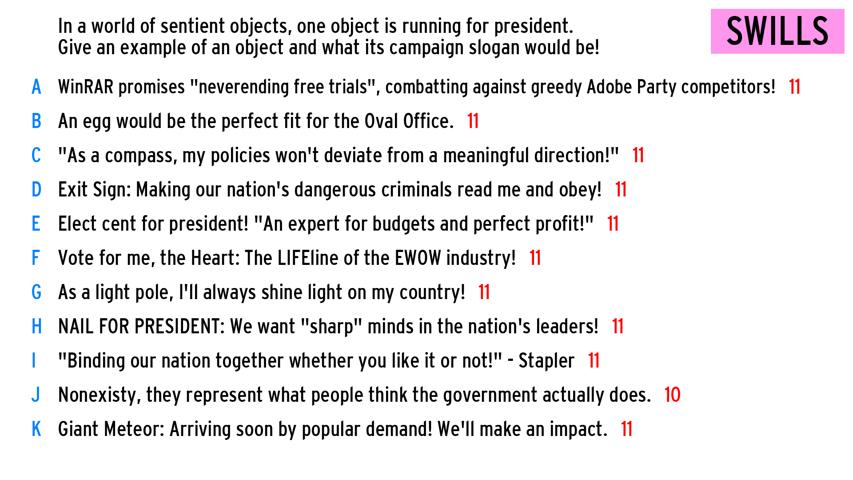 In a world of sentient objects, one object is running for president.
Give an example of an object and what its campaign slogan would be!
SWILLS
A WinRAR promises "neverending free trials", combatting against greedy Adobe Party competitors! 11
B An egg would be the perfect fit for the Oval Office. 11
C "As a compass, my policies won't deviate from a meaningful direction!" 11
D Exit Sign: Making our nation's dangerous criminals read me and obey! 11
E Elect cent for president! "An expert for budgets and perfect profit!" 11
F Vote for me, the Heart: The LIFEline of the EWOW industry! 11
G As a light pole, I'll always shine light on my country! 11
H NAIL FOR PRESIDENT: We want "sharp" minds in the nation's leaders! 11
I "Binding our nation together whether you like it or not!" - Stapler 11
J Nonexisty, they represent what people think the government actually does. 10
K Giant Meteor: Arriving soon by popular demand! We'll make an impact. 11